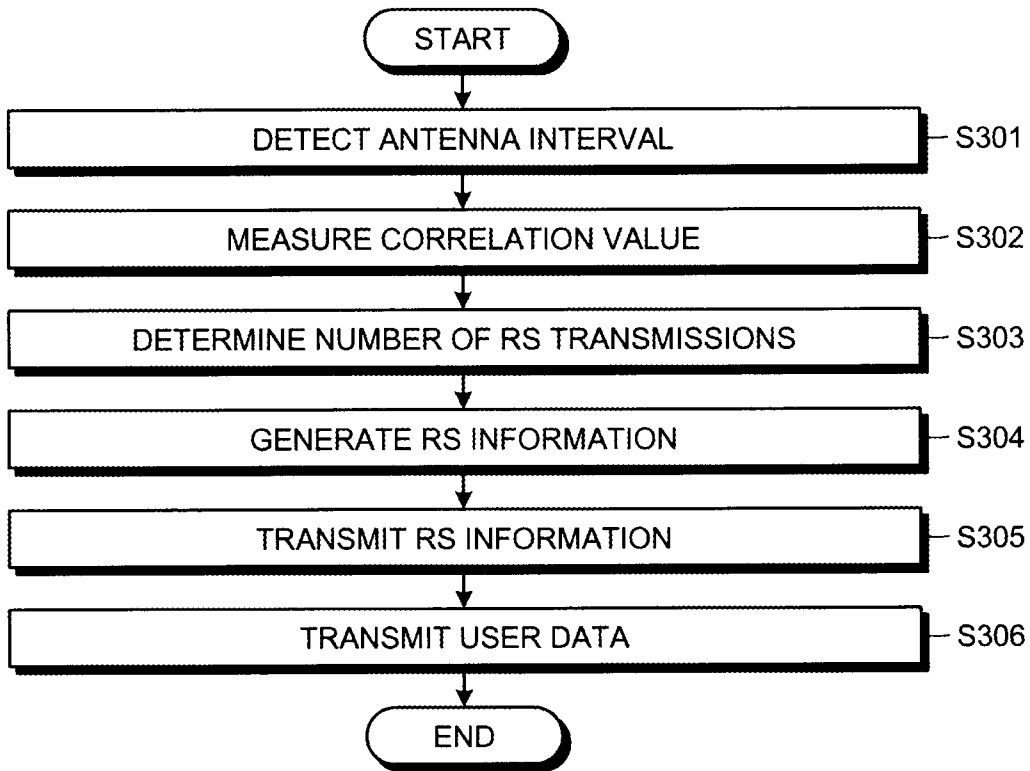 START
DETECT ANTENNA INTERVAL
S301
MEASURE CORRELATION VALUE
S302
DETERMINE NUMBER OF RS TRANSMISSIONS
S303
GENERATE RS INFORMATION
S304
TRANSMIT RS INFORMATION
S305
TRANSMIT USER DATA
S306
END